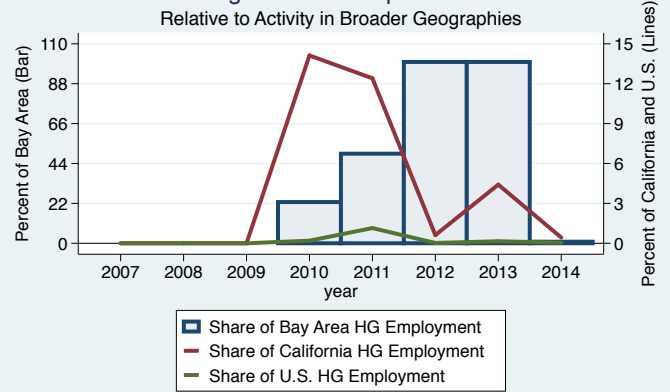 Relative to Activity in Broader Geographies
Percent of Bay Area (Bar)
110
88
66
44
22
0
15
12
9
6
3
0
Percent of California and U.S. (Lines)
2007 2008 2009 2010 2011 2012 2013 2014
year
Share of Bay Area HG Employment
Share of California HG Employment
Share of U.S. HG Employment